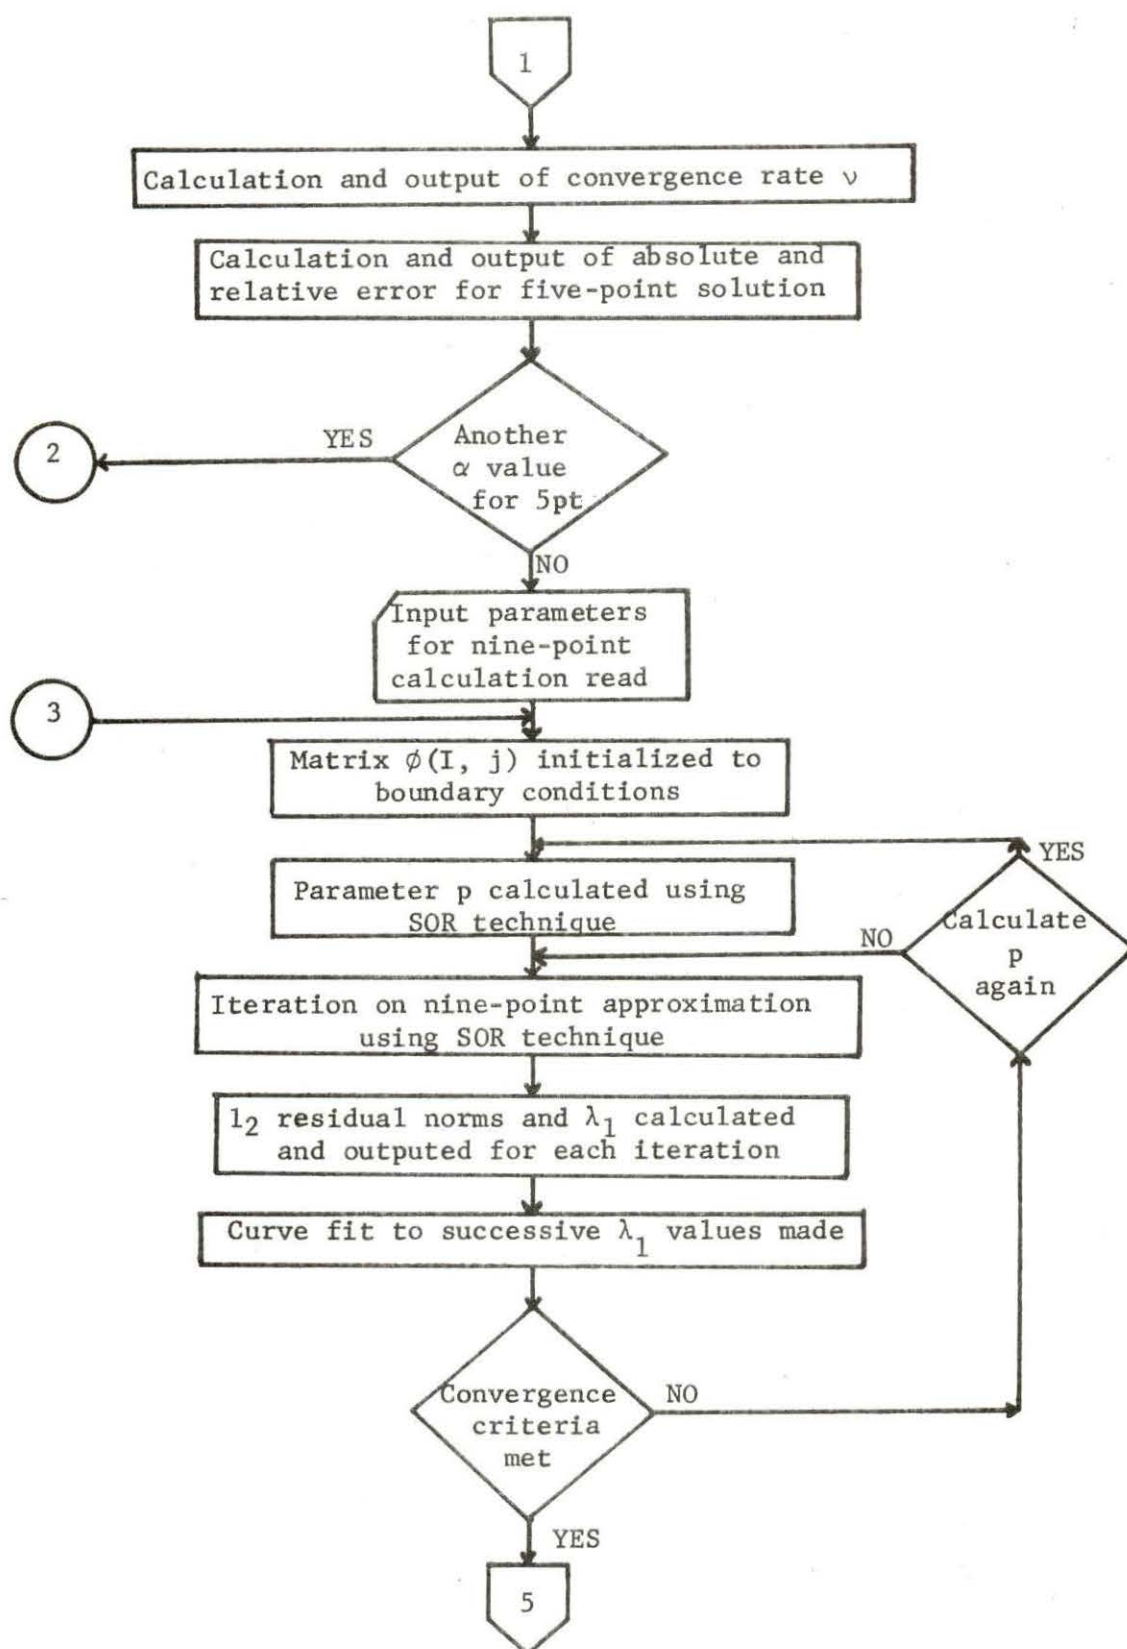 1
Calculation and output of convergence rate ν
Calculation and output of absolute and
relative error for five-point solution
YES
2
Another
α value
for 5pt
NO
Input parameters
for nine-point
calculation read
3
Matrix ϕ(I, j) initialized to
boundary conditions
YES
Parameter p calculated using
SOR technique
Calculate
p
again
NO
Iteration on nine-point approximation
using SOR technique
l₂ residual norms and λ₁ calculated
and outputed for each iteration
Curve fit to successive λ₁ values made
Convergence
criteria
met
NO
YES
5